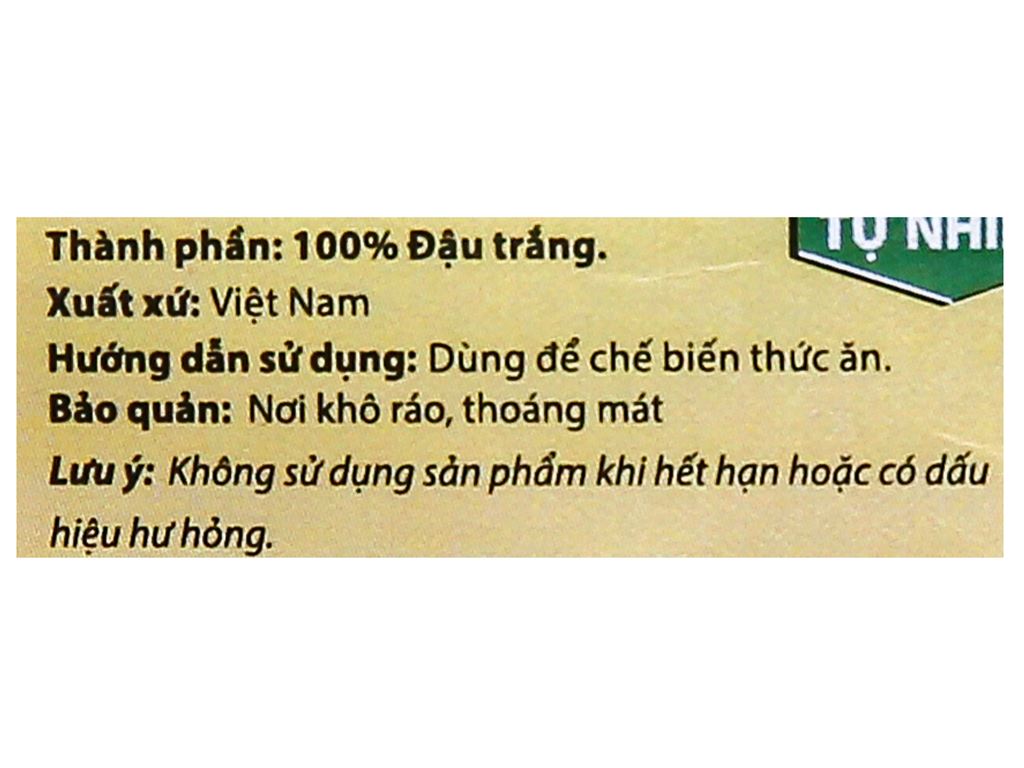 Thành phần: 100% Đậu trắng.
TỰ
Xuất xứ: Việt Nam
Hướng dẫn sử dụng: Dùng để chế biến thức ăn.
Bảo quản: Nơi khô ráo, thoáng mát
Lưu ý: Không sử dụng sản phẩm khi hết hạn hoặc có dấu
hiệu hư hỏng.